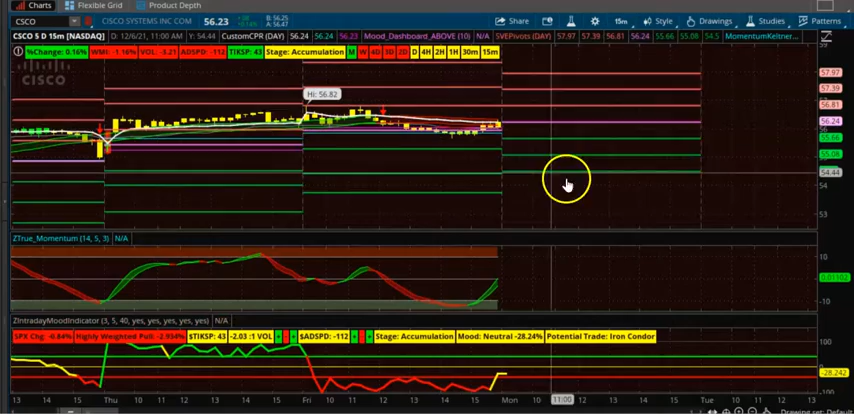 Charts Flexible Grid Product Depth
CSCO CISCO SYSTEMS INC COM 56.23 B: 56.25 A: 56.47 Share 15m Style Drawings Studies Patterns
CSCO 5 D 15m [NASDAQ] D: 12/6/21, 11:00 AM Y: 54.44 CustomCPR (DAY) 56.24 56.24 56.23 Mood_Dashboard_ABOVE (10) N/A SVEPivots (DAY) 57.97 57.39 56.81 56.24 55.66 55.08 54.5 MomentumKeltner...
%Change: 0.16% WMI: -1.16% VOL: -3.21 ADSPD: -112 TIKSP: 43 Stage: Accumulation M W 4D 3D 2D D 4H 2H 1H 30m 15m
CISCO
Hi: 56.82
57.97
57.39
56.81
56.24
56
55.66
55.08
54.44
54
53
ZTrue_Momentum (14, 5, 3) N/A
10
-10
ZIntradayMoodIndicator (3, 5, 40, yes, yes, yes, yes, yes) N/A
SPX Chg: -0.84% Highly Weighted Pull: -2.934% $TIKSP: 43 -2.03 :1 VOL $ADSPD: -112 Stage: Accumulation Mood: Neutral -28.24% Potential Trade: Iron Condor
100
0
-28.242
-100
13 14 15 Thu 11 12 13 14 15 Fri 11 12 13 14 15 Mon 10 11:00 12 13 14 15 Tue 10 11 12 13
Drawing set: Default